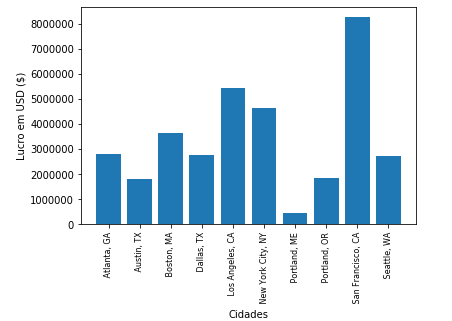 Lucro em USD ($)
8000000
7000000
6000000
5000000
4000000
3000000
2000000
1000000
0
Atlanta, GA
Austin, TX
Boston, MA
Dallas, TX
Los Angeles, CA
New York City, NY
Portland, ME
Portland, OR
San Francisco, CA
Seattle, WA
Cidades